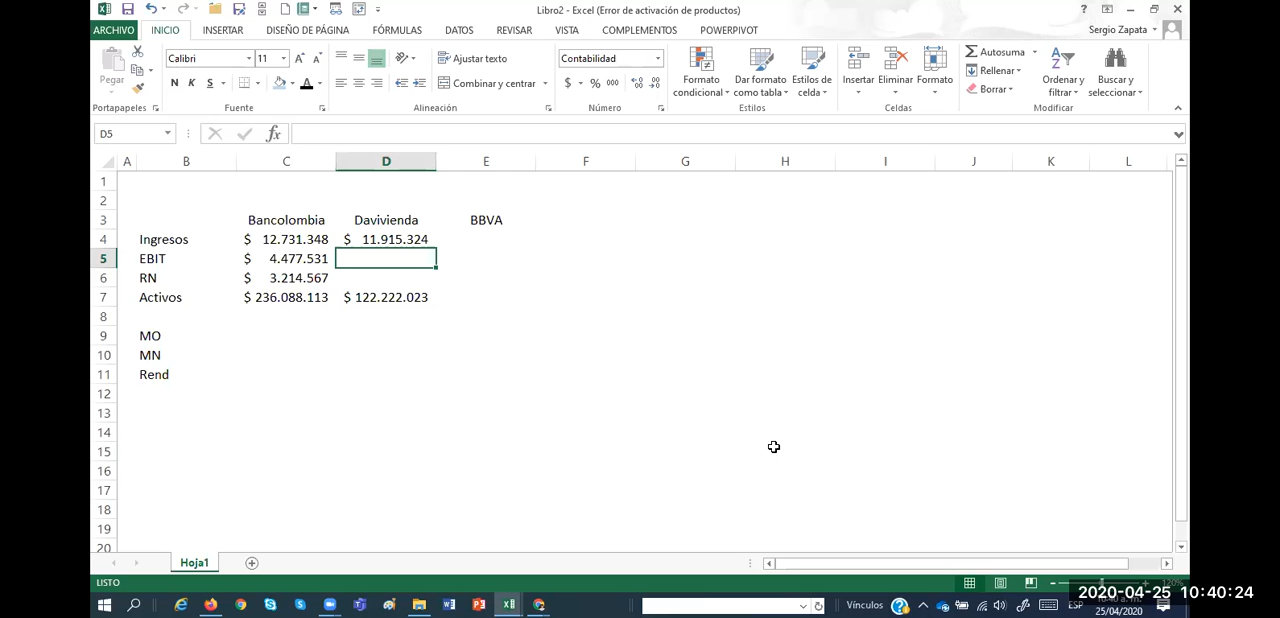 Libro2 - Excel (Error de activación de productos)
ARCHIVO INICIO INSERTAR DISEÑO DE PÁGINA FÓRMULAS DATOS REVISAR VISTA COMPLEMENTOS POWERPIVOT Sergio Zapata
Calibri 11 Ajustar texto Contabilidad Autosuma
Rellenar
Pegar N K S Combinar y centrar $ % 000 Formato condicional Dar formato como tabla Estilos de celda Insertar Eliminar Formato Borrar Ordenar y filtrar Buscar y seleccionar
Portapapeles Fuente Alineación Número Estilos Celdas Modificar
D5 fx
A B C D E F G H I J K L
1
2
3 Bancolombia Davivienda BBVA
4 Ingresos $ 12.731.348 $ 11.915.324
5 EBIT $ 4.477.531
6 RN $ 3.214.567
7 Activos $ 236.088.113 $ 122.222.023
8
9 MO
10 MN
11 Rend
12
13
14
15
16
17
18
19
20
Hoja1
LISTO
Vínculos ESP
2020-04-25 10:40:24
25/04/2020